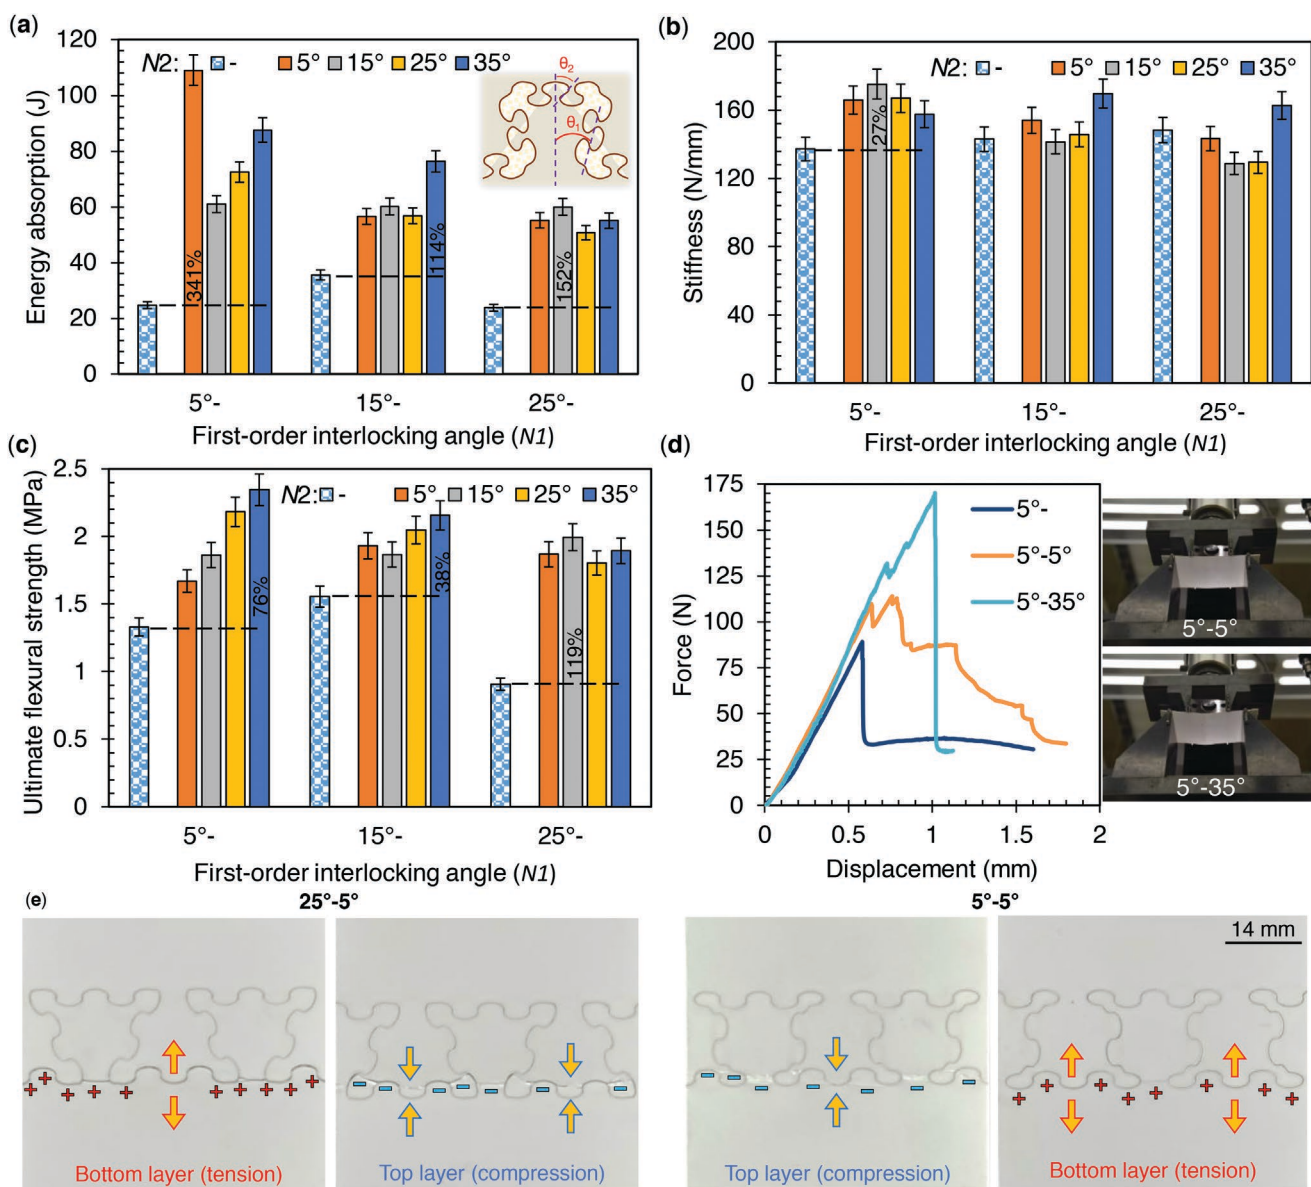 (a)
Energy absorption (J)
120
100
80
60
40
20
0
N2: - 5° 15° 25° 35°
θ2
θ1
341%
114%
152%
5°- 15°- 25°-
First-order interlocking angle (N1)
(b)
Stiffness (N/mm)
200
160
120
80
40
0
N2: - 5° 15° 25° 35°
27%
5°- 15°- 25°-
First-order interlocking angle (N1)
(c)
Ultimate flexural strength (MPa)
2.5
2
1.5
1
0.5
0
N2: - 5° 15° 25° 35°
76%
38%
119%
5°- 15°- 25°-
First-order interlocking angle (N1)
(d)
Force (N)
175
150
125
100
75
50
25
0
5°-
5°-5°
5°-35°
0 0.5 1 1.5 2
Displacement (mm)
5°-5°
5°-35°
(e)
25°-5°
5°-5°
14 mm
Bottom layer (tension)
Top layer (compression)
Top layer (compression)
Bottom layer (tension)